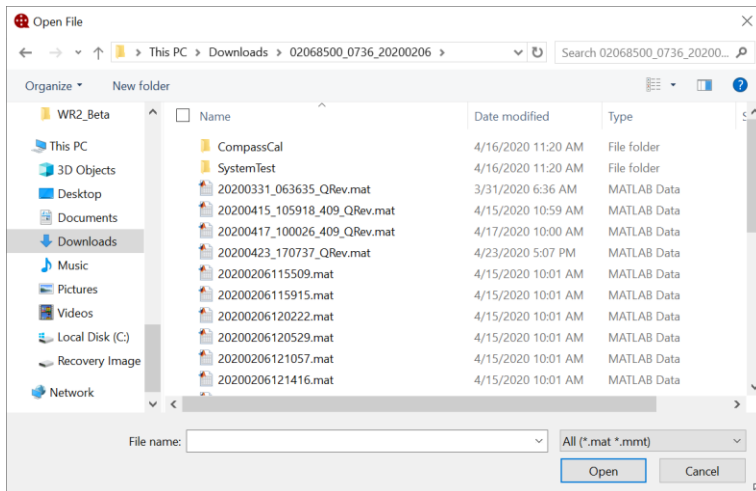 Open File
This PC > Downloads > 02068500_0736_20200206 >
Search 02068500_0736_20200...
Organize New folder
WR2_Beta
This PC
3D Objects
Desktop
Documents
Downloads
Music
Pictures
Videos
Local Disk (C:)
Recovery Image
Network
Name Date modified Type
CompassCal 4/16/2020 11:20 AM File folder
SystemTest 4/16/2020 11:20 AM File folder
20200331_063635_QRev.mat 3/31/2020 6:36 AM MATLAB Data
20200415_105918_409_QRev.mat 4/15/2020 10:59 AM MATLAB Data
20200417_100026_409_QRev.mat 4/17/2020 10:00 AM MATLAB Data
20200423_170737_QRev.mat 4/23/2020 5:07 PM MATLAB Data
20200206115509.mat 4/15/2020 10:01 AM MATLAB Data
20200206115915.mat 4/15/2020 10:01 AM MATLAB Data
20200206120222.mat 4/15/2020 10:01 AM MATLAB Data
20200206120529.mat 4/15/2020 10:01 AM MATLAB Data
20200206121057.mat 4/15/2020 10:01 AM MATLAB Data
20200206121416.mat 4/15/2020 10:01 AM MATLAB Data
File name: All (*.mat *.mmt)
Open Cancel